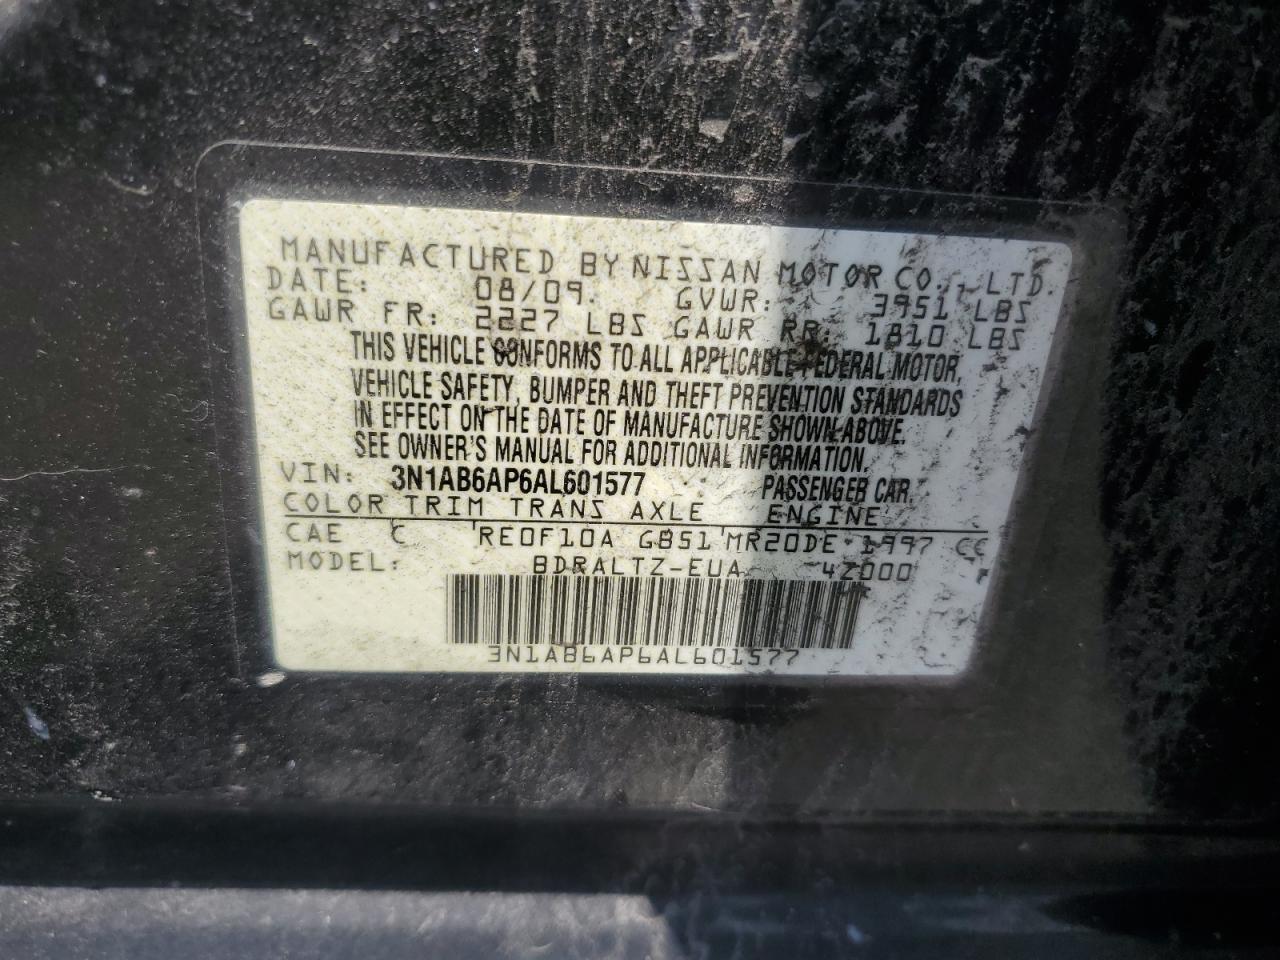 MANUFACTURED BY NISSAN MOTOR CO., LTD.
DATE: 08/09. GVWR: 3951 LBS
GAWR FR: 2227 LBS GAWR RR: 1810 LBS
THIS VEHICLE CONFORMS TO ALL APPLICABLE FEDERAL MOTOR
VEHICLE SAFETY, BUMPER AND THEFT PREVENTION STANDARDS
IN EFFECT ON THE DATE OF MANUFACTURE SHOWN ABOVE.
SEE OWNER'S MANUAL FOR ADDITIONAL INFORMATION.
VIN: 3N1AB6AP6AL601577 PASSENGER CAR
COLOR TRIM TRANS AXLE ENGINE
CAE C RE0F10A GB51 MR20DE 1997 CC
MODEL: BDRALTZ-EUA 4Z000
3N1AB6AP6AL601577